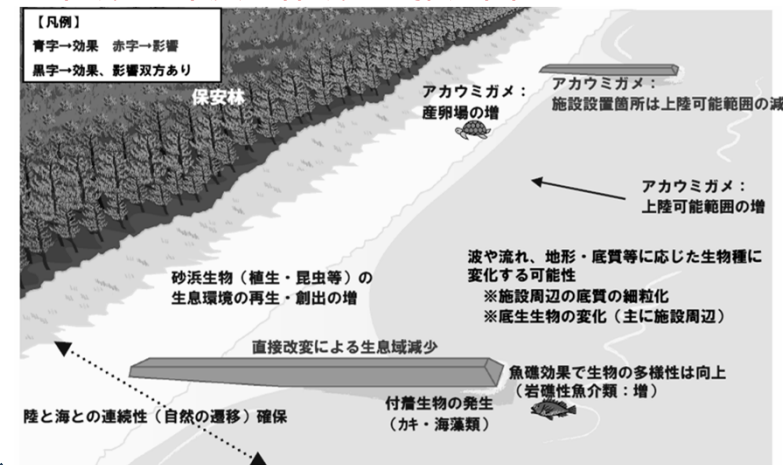 【凡例】
青字→効果　赤字→影響
黒字→効果、影響双方あり
保安林
アカウミガメ：
産卵場の増
アカウミガメ：
施設設置箇所は上陸可能範囲の減
アカウミガメ：
上陸可能範囲の増
波や流れ、地形・底質等に応じた生物種に
変化する可能性
※施設周辺の底質の細粒化
※底生生物の変化（主に施設周辺）
砂浜生物（植生・昆虫等）の
生息環境の再生・創出の増
直接改変による生息域減少
魚礁効果で生物の多様性は向上
（岩礁性魚介類：増）
付着生物の発生
（カキ・海藻類）
陸と海との連続性（自然の遷移）確保